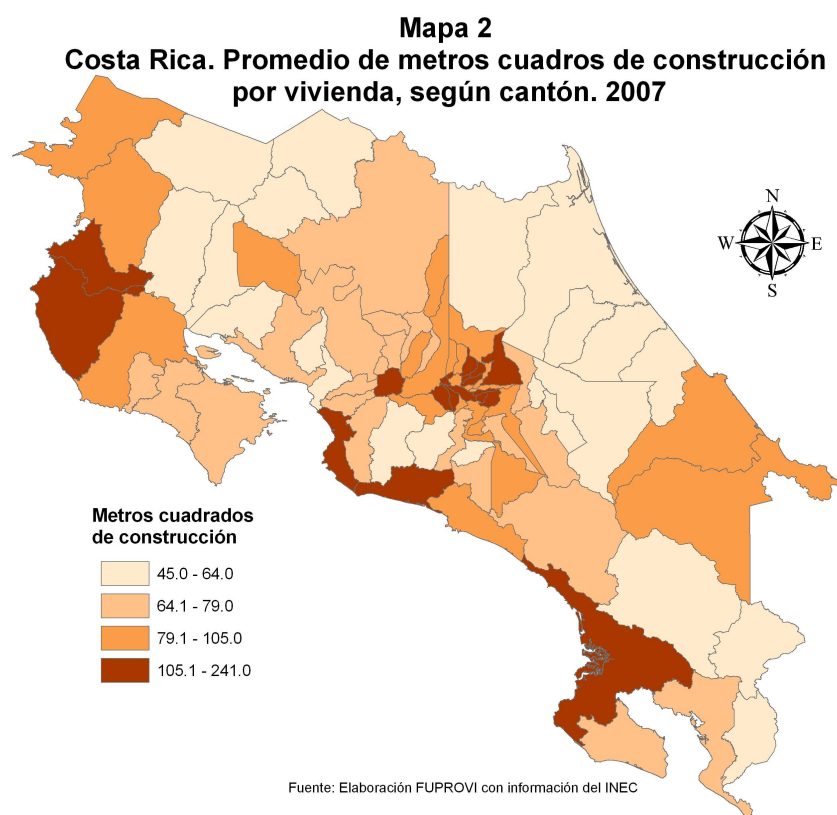 Mapa 2
Costa Rica. Promedio de metros cuadros de construcción
por vivienda, según cantón. 2007
N
W
E
S
Metros cuadrados
de construcción
45.0 - 64.0
64.1 - 79.0
79.1 - 105.0
105.1 - 241.0
Fuente: Elaboración FUPROVI con información del INEC